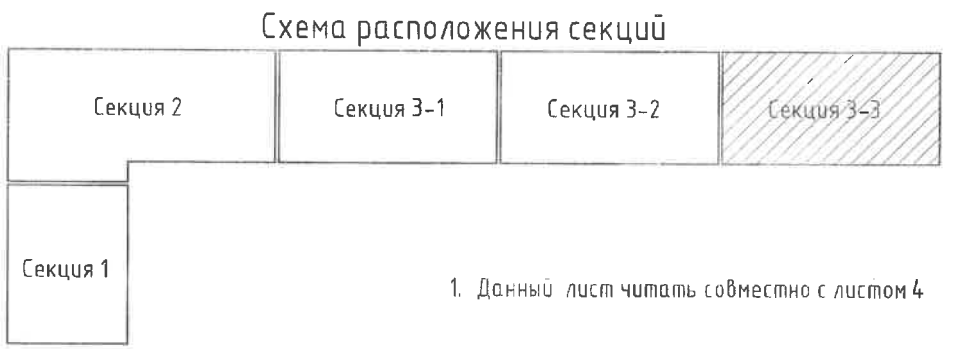 Схема расположения секций
Секция 2
Секция 3-1
Секция 3-2
Секция 3-3
Секция 1
1. Данный лист читать совместно с листом 4